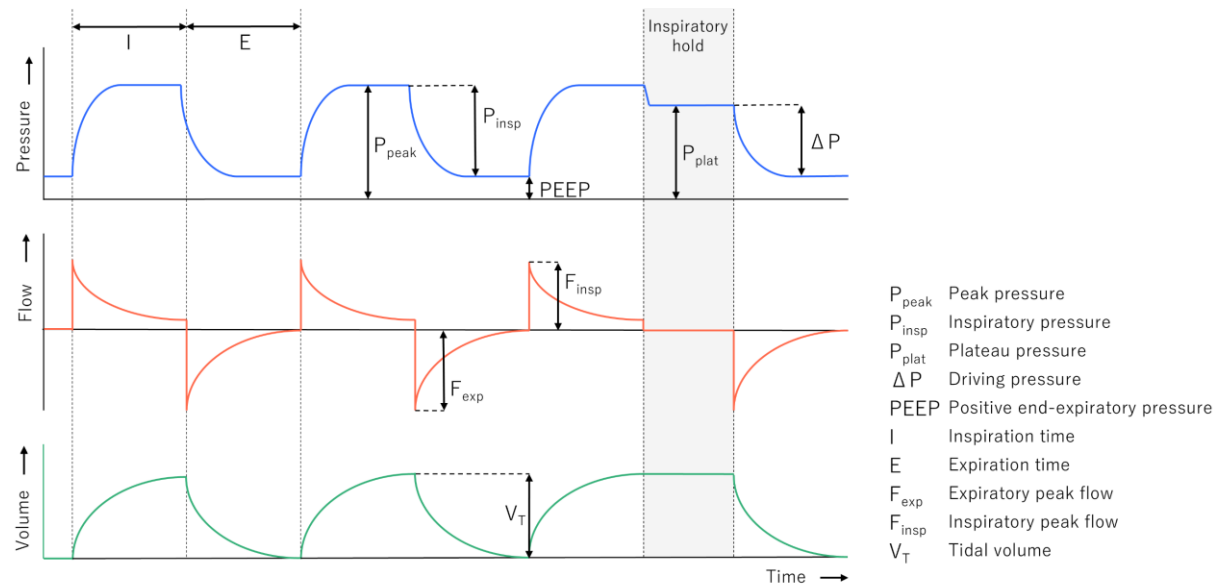 I
E
Inspiratory
hold
Pressure
P_peak
P_insp
PEEP
P_plat
Δ P
Flow
F_insp
F_exp
Volume
V_T
Time
P_peak Peak pressure
P_insp Inspiratory pressure
P_plat Plateau pressure
Δ P Driving pressure
PEEP Positive end-expiratory pressure
I Inspiration time
E Expiration time
F_exp Expiratory peak flow
F_insp Inspiratory peak flow
V_T Tidal volume